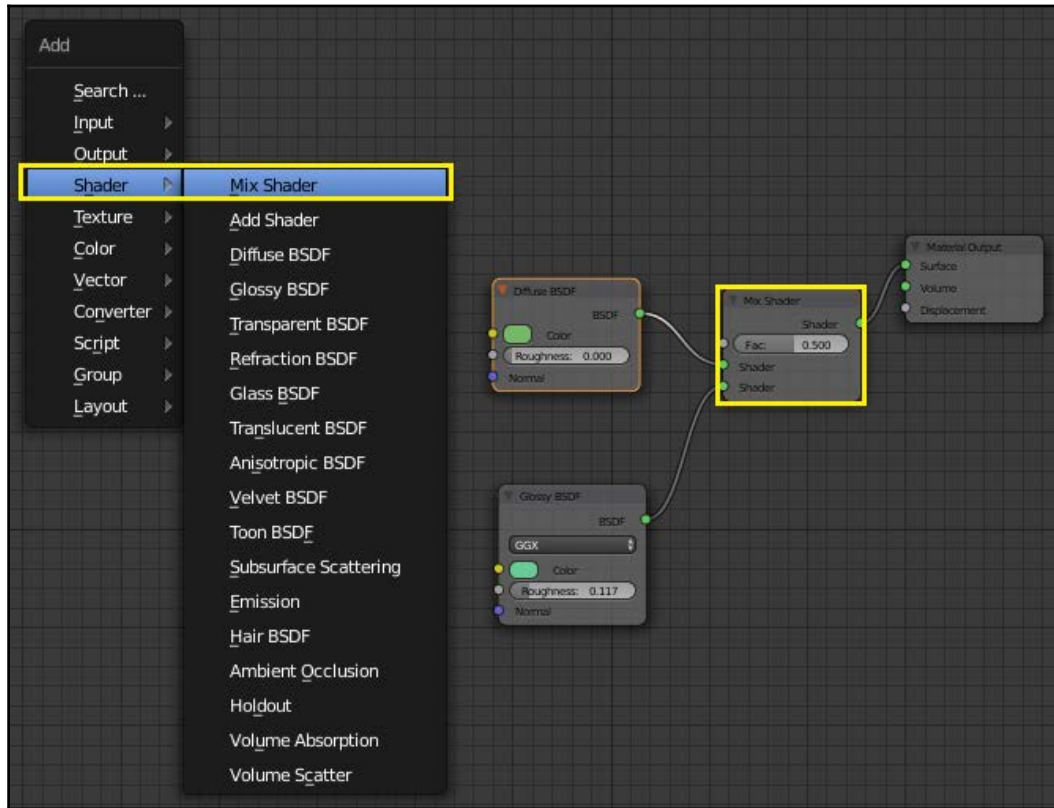 Add
Search ...
Input
Output
Shader
Texture
Color
Vector
Converter
Script
Group
Layout
Mix Shader
Add Shader
Diffuse BSDF
Glossy BSDF
Transparent BSDF
Refraction BSDF
Glass BSDF
Translucent BSDF
Anisotropic BSDF
Velvet BSDF
Toon BSDF
Subsurface Scattering
Emission
Hair BSDF
Ambient Occlusion
Holdout
Volume Absorption
Volume Scatter
Diffuse BSDF
BSDF
Color
Roughness: 0.000
Normal
Glossy BSDF
BSDF
GGX
Color
Roughness: 0.117
Normal
Mix Shader
Shader
Fac: 0.500
Shader
Shader
Material Output
Surface
Volume
Displacement